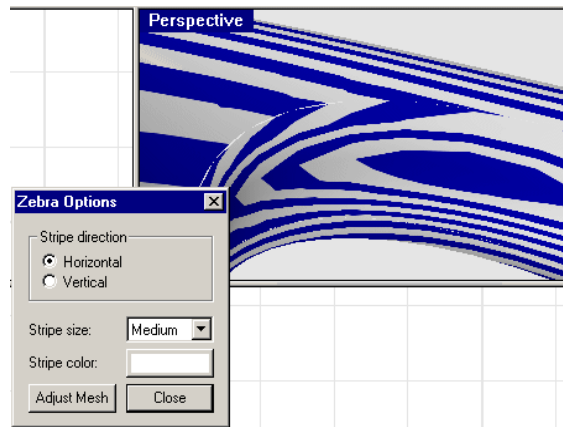 Perspective
Zebra Options
Stripe direction
Horizontal
Vertical
Stripe size: Medium
Stripe color:
Adjust Mesh Close